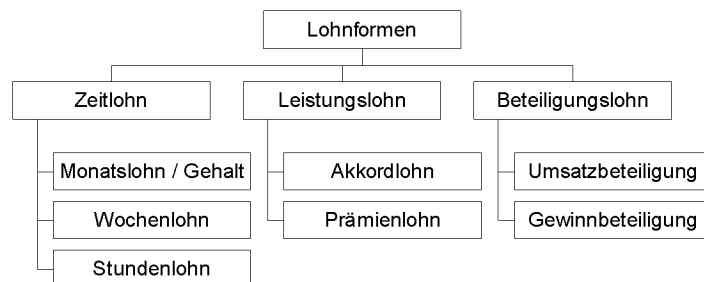 Lohnformen
Zeitlohn
Leistungslohn
Beteiligungslohn
Monatslohn / Gehalt
Akkordlohn
Umsatzbeteiligung
Wochenlohn
Prämienlohn
Gewinnbeteiligung
Stundenlohn